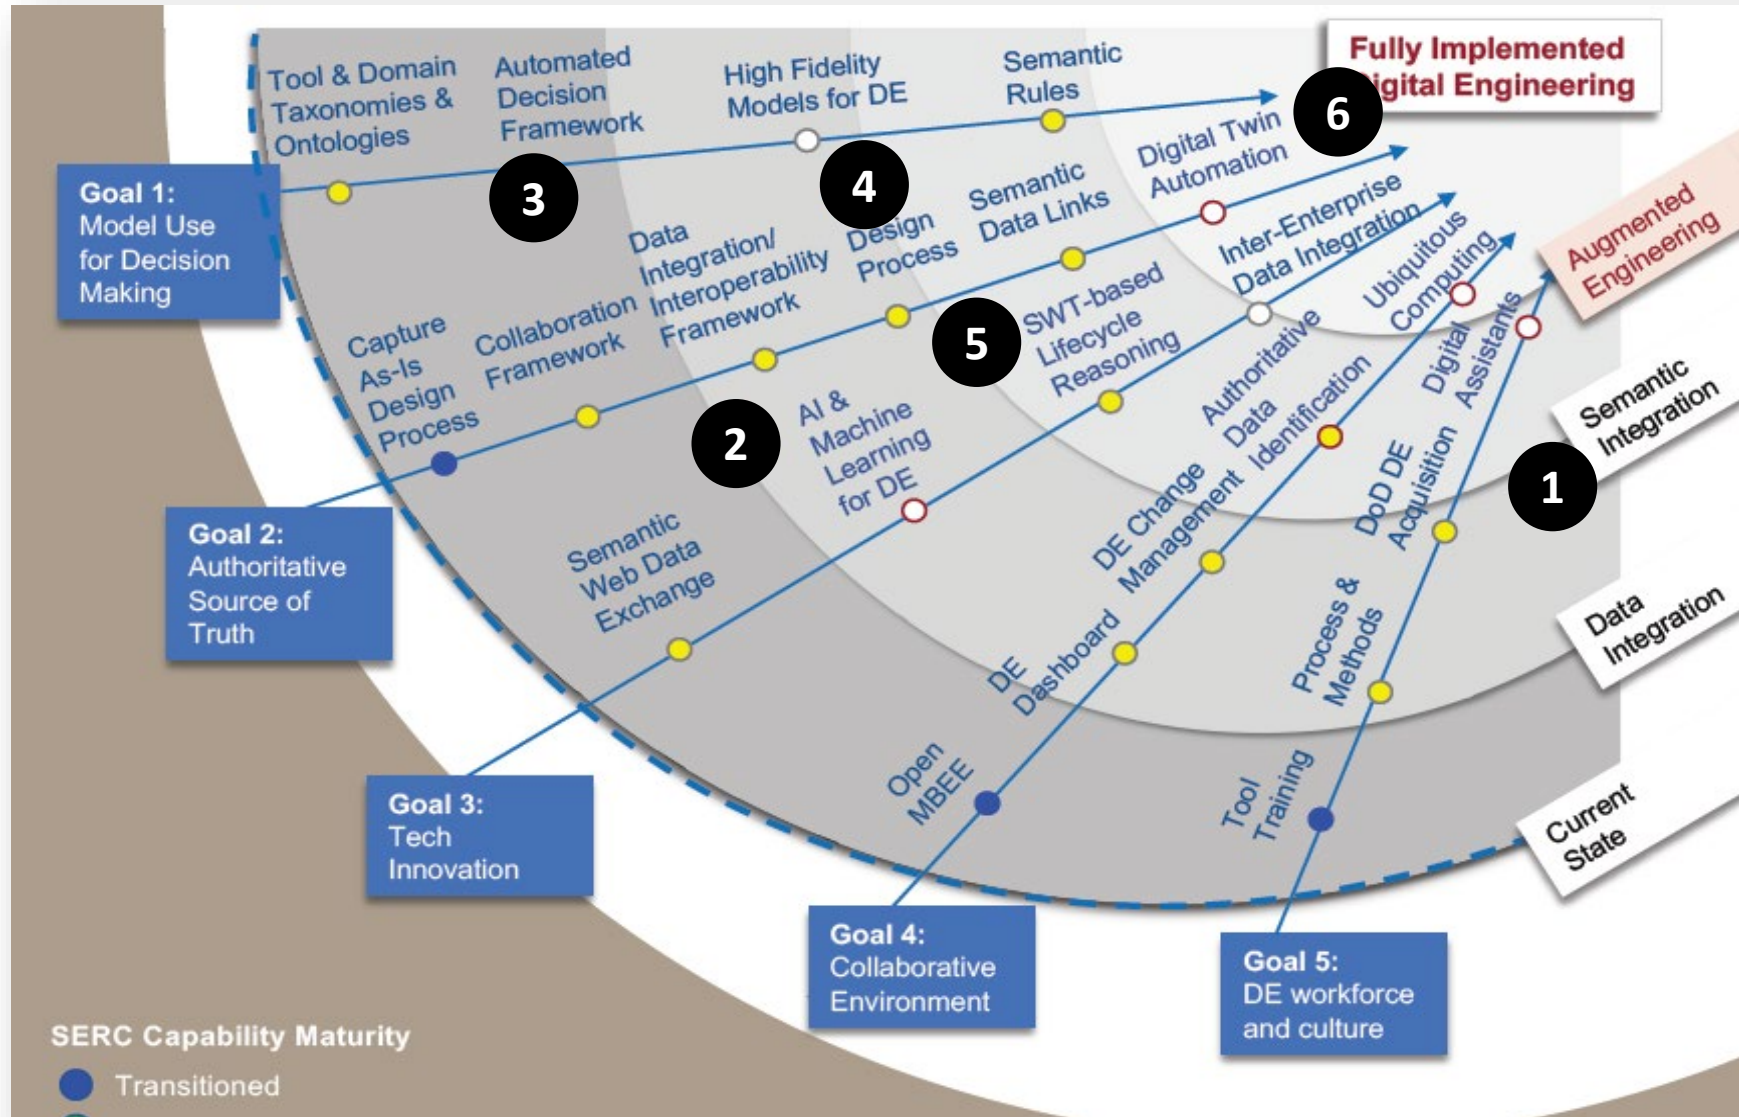 Tool & Domain
Taxonomies &
Ontologies
Automated
Decision
Framework
High Fidelity
Models for DE
Semantic
Rules
Fully Implemented
igital Engineering
6
Goal 1:
Model Use
for Decision
Making
3
4
Digital Twin
Automation
Capture
As-Is
Design
Process
Collaboration
Framework
Data
Integration/
Interoperability
Framework
Design
Process
Semantic
Data Links
Inter-Enterprise
Data Integration
Ubiquitous
Computing
Augmented
Engineering
5
SWT-based
Lifecycle
Reasoning
Authoritative
Data
Identification
Digital
Assistants
Semantic
Integration
2
AI &
Machine
Learning
for DE
1
Goal 2:
Authoritative
Source of
Truth
Semantic
Web Data
Exchange
DE Change
Management
DoD DE
Acquisition
Data
Integration
DE
Dashboard
Process &
Methods
Goal 3:
Tech
Innovation
Open
MBEE
Tool
Training
Current
State
Goal 4:
Collaborative
Environment
Goal 5:
DE workforce
and culture
SERC Capability Maturity
Transitioned